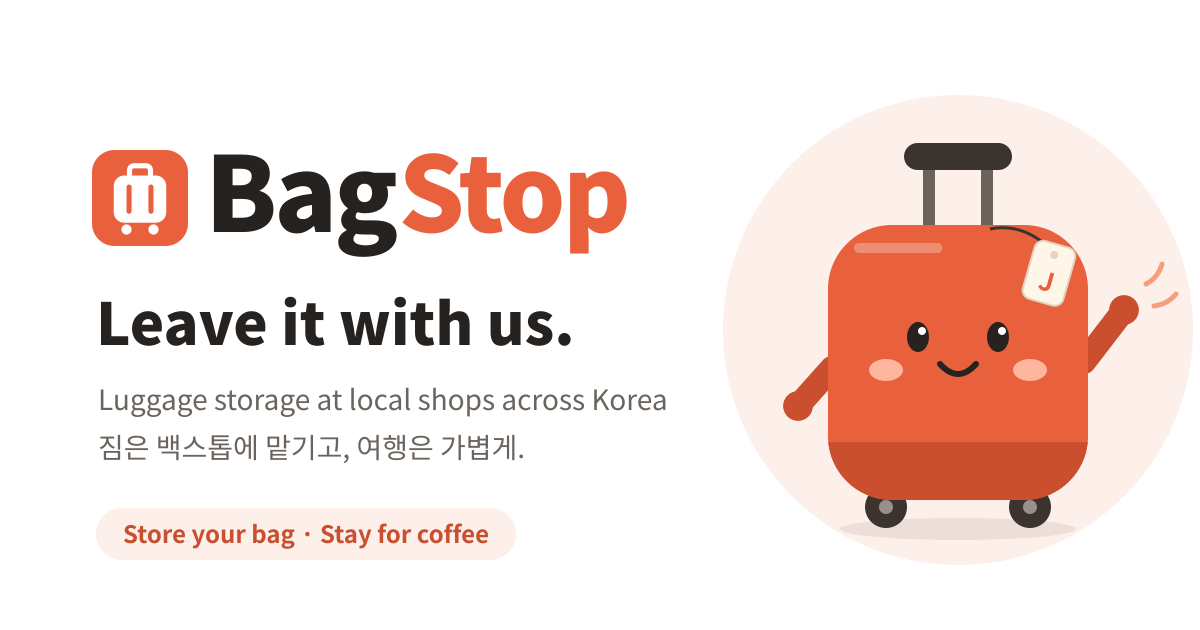 BagStop
Leave it with us.
Luggage storage at local shops across Korea
짐은 백스톱에 맡기고, 여행은 가볍게.
Store your bag · Stay for coffee
J